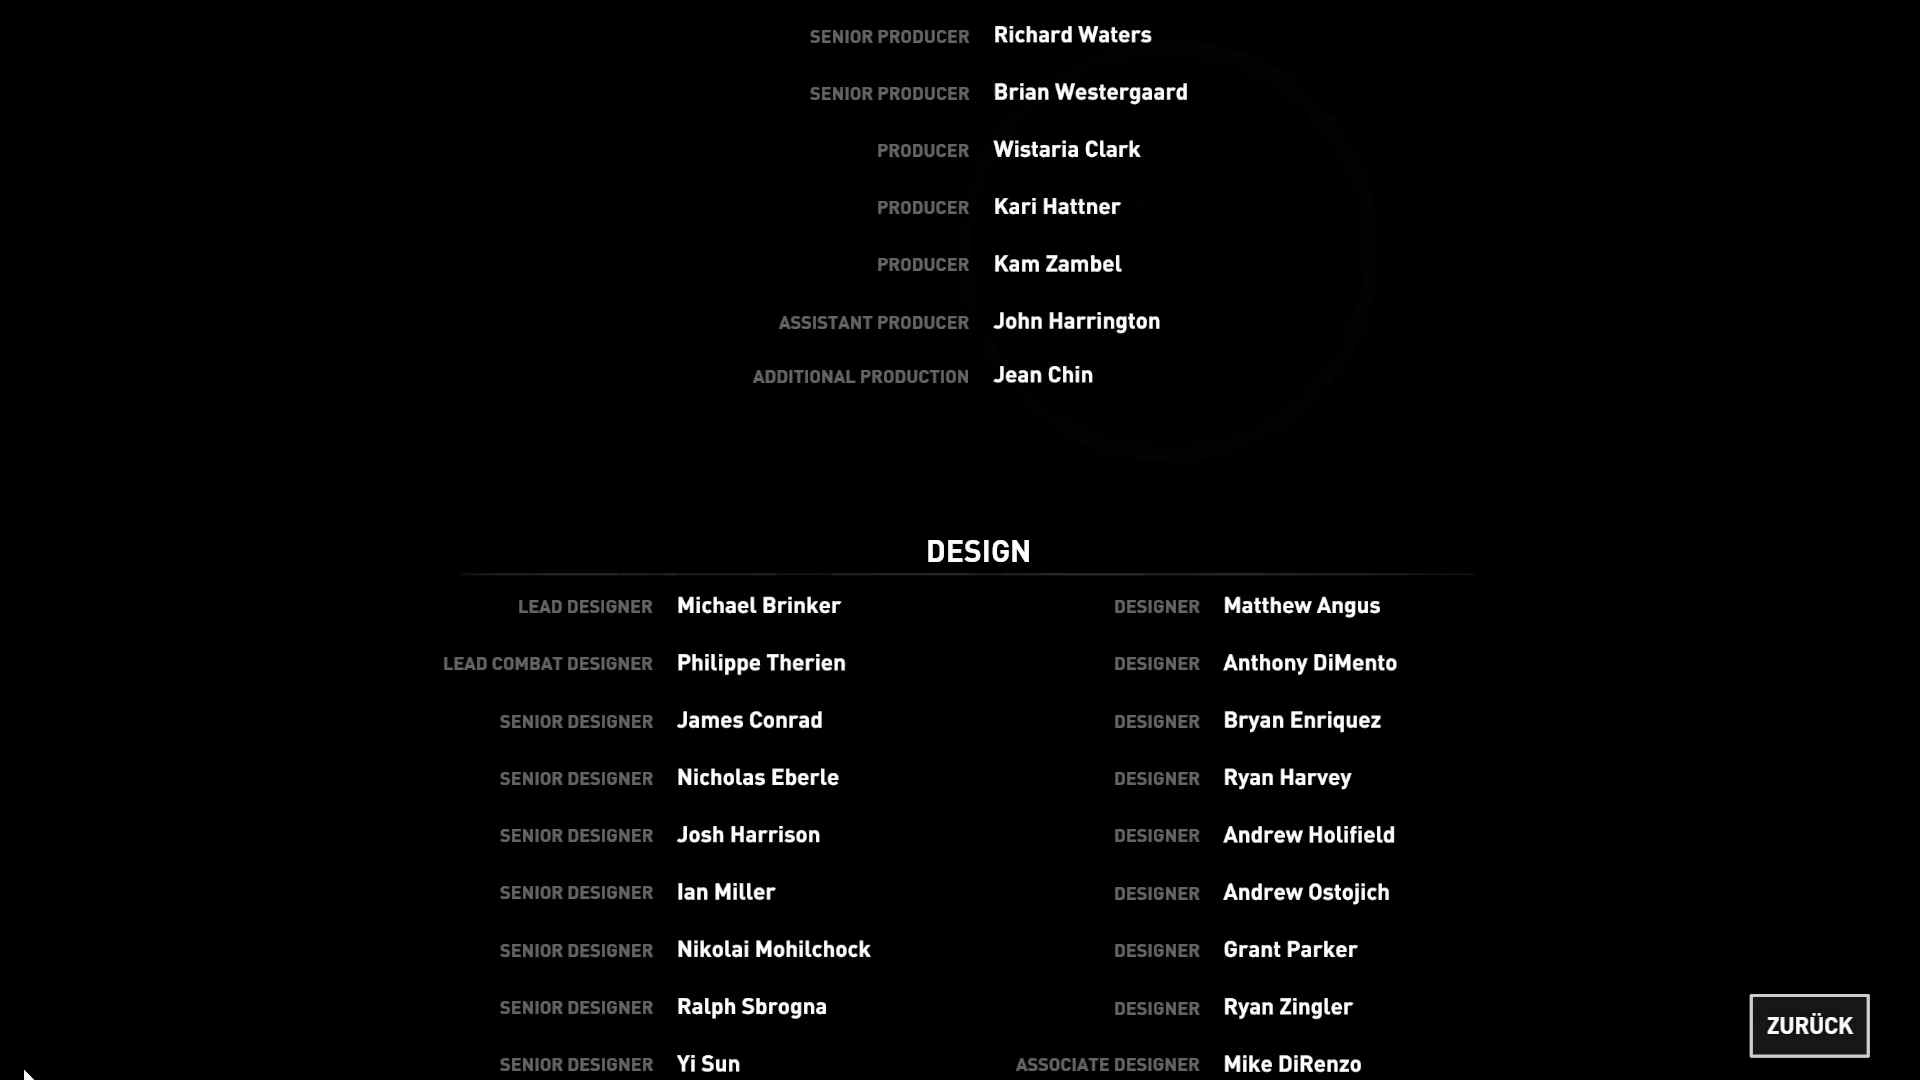 SENIOR PRODUCER Richard Waters
SENIOR PRODUCER Brian Westergaard
PRODUCER Wistaria Clark
PRODUCER Kari Hattner
PRODUCER Kam Zambel
ASSISTANT PRODUCER John Harrington
ADDITIONAL PRODUCTION Jean Chin
DESIGN
LEAD DESIGNER Michael Brinker
LEAD COMBAT DESIGNER Philippe Therien
SENIOR DESIGNER James Conrad
SENIOR DESIGNER Nicholas Eberle
SENIOR DESIGNER Josh Harrison
SENIOR DESIGNER Ian Miller
SENIOR DESIGNER Nikolai Mohilchock
SENIOR DESIGNER Ralph Sbrogna
SENIOR DESIGNER Yi Sun
DESIGNER Matthew Angus
DESIGNER Anthony DiMento
DESIGNER Bryan Enriquez
DESIGNER Ryan Harvey
DESIGNER Andrew Holifield
DESIGNER Andrew Ostojich
DESIGNER Grant Parker
DESIGNER Ryan Zingler
ASSOCIATE DESIGNER Mike DiRenzo
ZURÜCK